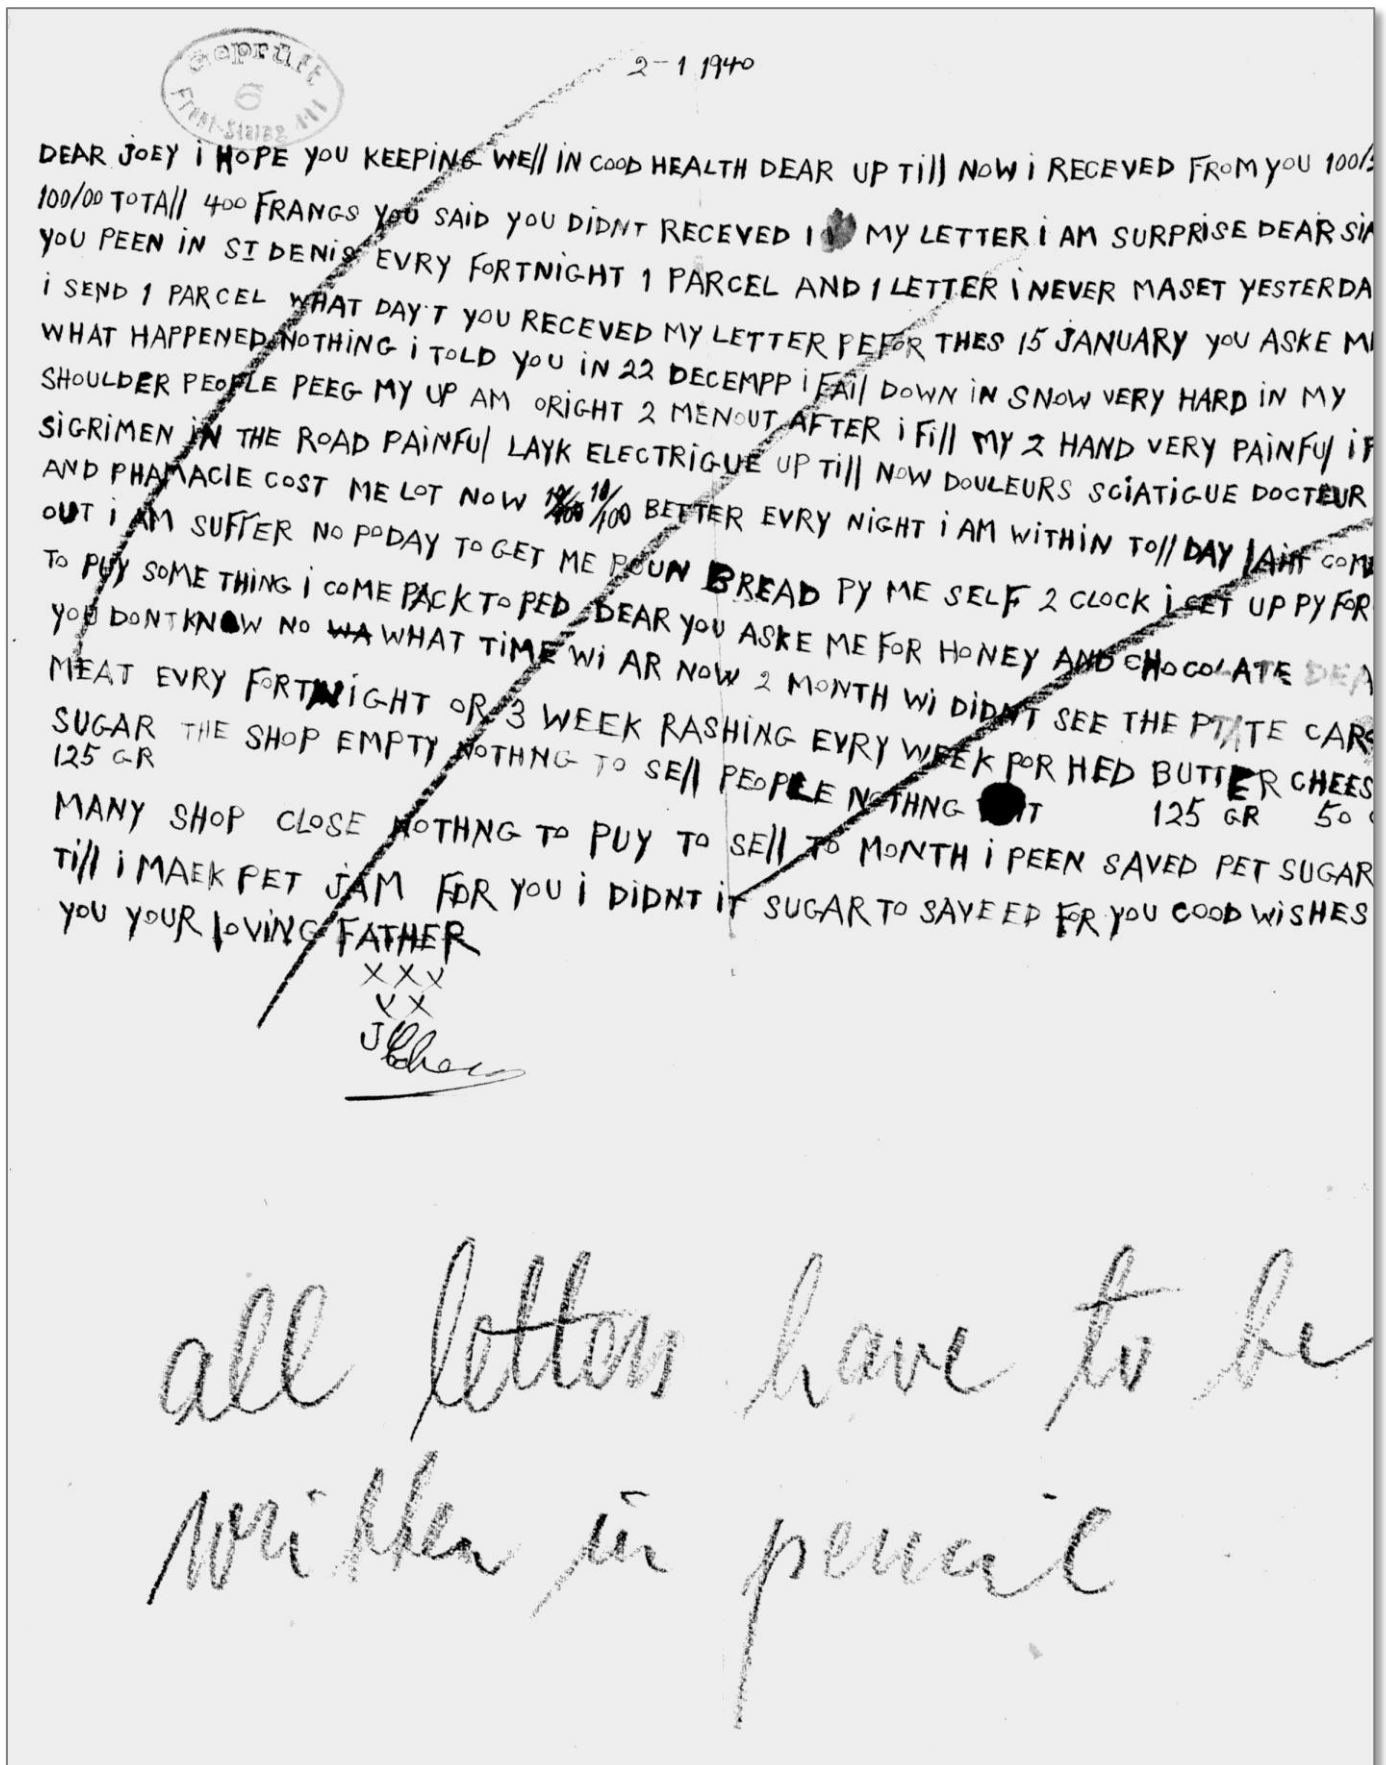 Geprüft
6
2-1 1940
DEAR JOEY i HOPE YOU KEEPiNG WEll iN COOD HEALTH DEAR UP Till NOW i RECEVED FROM YOU 100/
100/00 TOTAll 400 FRANGS YOU SAID YOU DIDNT RECEVED 1 MY LETTER i AM SURPRiSE DEAR
YOU PEEN IN ST DENiS EVRY FORTNIGHT 1 PARCEL AND 1 LETTER i NEVER MASET YESTERDA
i SEND 1 PARCEL WHAT DAY'T YOU RECEVED MY LETTER PEFOR THES 15 JANUARY YOU ASKE
WHAT HAPPENED NOTHiNG i TOLD YOU iN 22 DECEMPP i FAIl DOWN iN SNOW VERY HARD iN MY
SHOULDER PEOPLE PEEG MY UP AM ORIGHT 2 MENOUT AFTER i Fill MY 2 HAND VERY PAiNFUl
SiGRiMEN iN THE ROAD PAiNFUl LAYK ELECTRiGUE UP Till NOW DOULEURS SCiATiGUE DOCTEUR
AND PHAMACIE COST ME LOT NOW 10/100 BETTER EVRY NIGHT i AM WiTHiN TOll DAY
OUT i AM SUFFER NO PODAY TO GET ME POUN BREAD PY ME SELF 2 CLOCK i GET UP PY FOR
TO PUY SOME THiNG i COME PACK TO PED DEAR YOU ASKE ME FOR HONEY AND CHOCOLATE
YOU DONT KNOW NO WA WHAT TiME Wi AR NOW 2 MONTH Wi DIDNT SEE THE
MEAT EVRY FORTNiGHT OR 3 WEEK RASHiNG EVRY WEEK POR HED BUTTER CHEES
SUGAR THE SHOP EMPTY NOTHNG TO SEll PEOPLE NOTHNG
125 GR 125 GR 50
MANY SHOP CLOSE NOTHNG TO PUY TO SEll TO MONTH i PEEN SAVED PET SUGAR
Till i MAEK PET JAM FOR YOU i DIDNT iT SUGAR TO SAVEED FOR YOU COOD WiSHES
YOU YOUR lOViNG FATHER
XXX
XX
all letters have to be
written in pencil